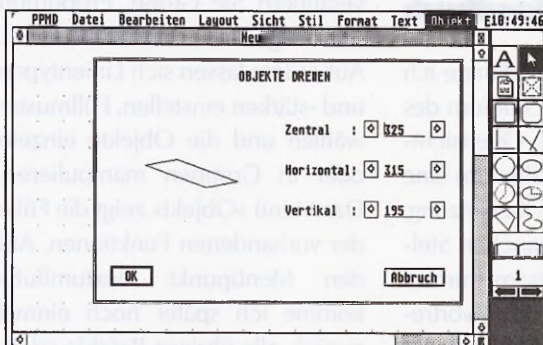 PPMD Datei Bearbeiten Layout Sicht Stil Format Text Objekt E10:49:46
Neu
OBJEKTE DREHEN
Zentral : 325
Horizontal: 315
Vertikal : 195
OK
Abbruch
A
1